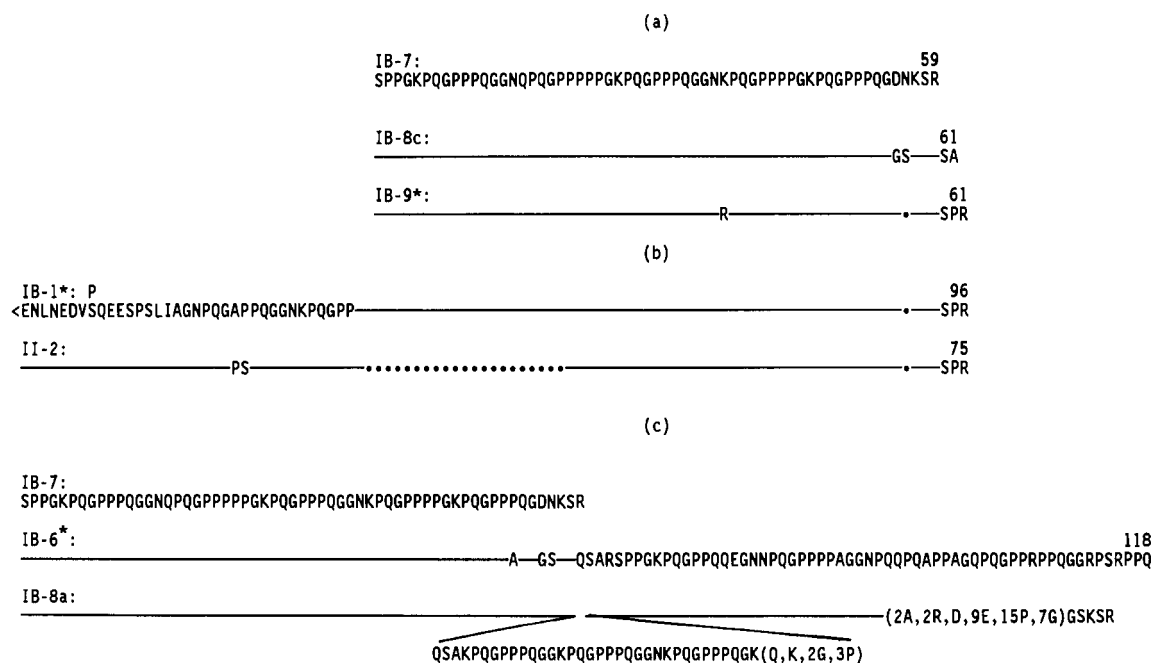 (a)
IB-7: 59
SPPGKPQGPPPQGGNQPQGPPPPPGKPQGPPPQGGNKPQGPPPPGKPQGPPPQGDNKSR
IB-8c: 61
GS SA
IB-9*: 61
R • SPR
(b)
IB-1*: P 96
<ENLNEDVSQEESPSLIAGNPQGAPPQGGNKPQGPP • SPR
II-2: 75
PS •••••••••••••••••••• • SPR
(c)
IB-7:
SPPGKPQGPPPQGGNQPQGPPPPPGKPQGPPPQGGNKPQGPPPPGKPQGPPPQGDNKSR
IB-6*: 118
A GS QSARSPPGKPQGPPQQEGNNPQGPPPPAGGNPQQPQAPPAGQPQGPPRPPQGGRPSRPPQ
IB-8a:
(2A,2R,D,9E,15P,7G)GSKSR
QSAKPQGPPPQGGKPQGPPPQGGNKPQGPPPQGK(Q,K,2G,3P)